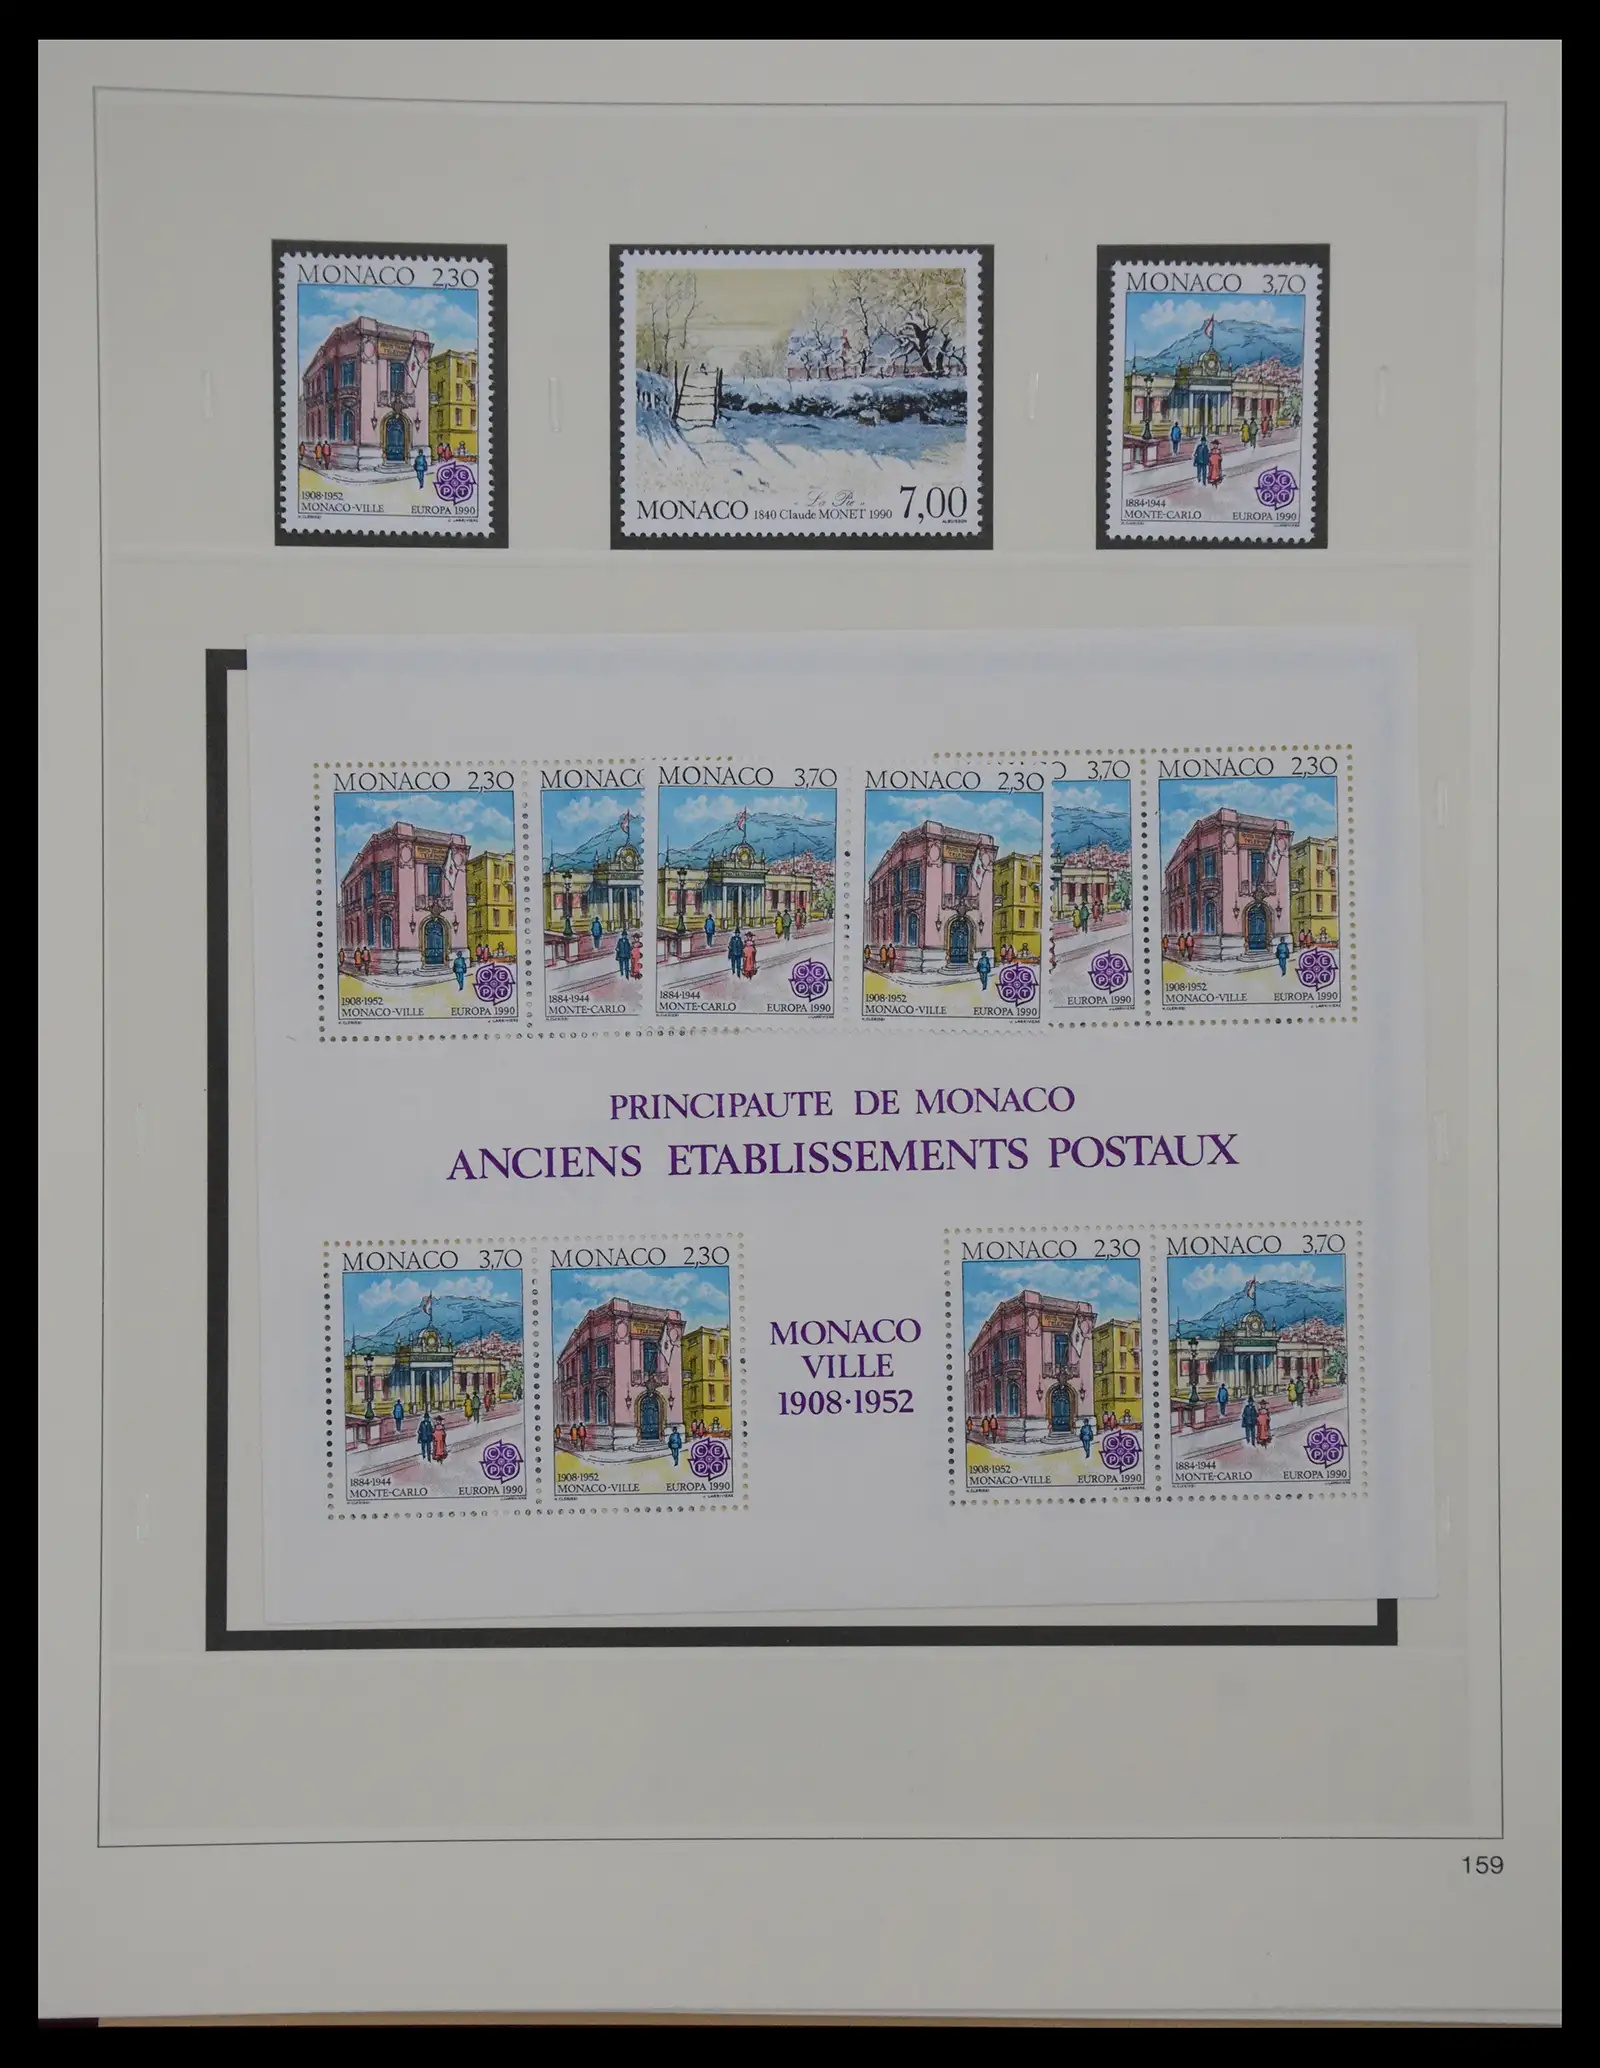 MONACO 2,30
1908·1952
MONACO-VILLE EUROPA 1990
MONACO 7,00
"La Pie"
1840 Claude MONET 1990
MONACO 3,70
1884·1944
MONTE-CARLO EUROPA 1990
MONACO 2,30
1908·1952
MONACO-VILLE EUROPA 1990
MONAC
1884·1944
MONTE-CARLO
MONACO 3,70
1884·1944
MONTE-CARLO EUROPA 1990
MONACO 2,30
1908·1952
MONACO-VILLE EUROPA 1990
3,70
EUROPA 1990
MONACO 2,30
1908·1952
MONACO-VILLE EUROPA 1990
PRINCIPAUTE DE MONACO
ANCIENS ETABLISSEMENTS POSTAUX
MONACO 3,70
1884·1944
MONTE-CARLO EUROPA 1990
MONACO 2,30
1908·1952
MONACO-VILLE EUROPA 1990
MONACO
VILLE
1908·1952
MONACO 2,30
1908·1952
MONACO-VILLE EUROPA 1990
MONACO 3,70
1884·1944
MONTE-CARLO EUROPA 1990
159